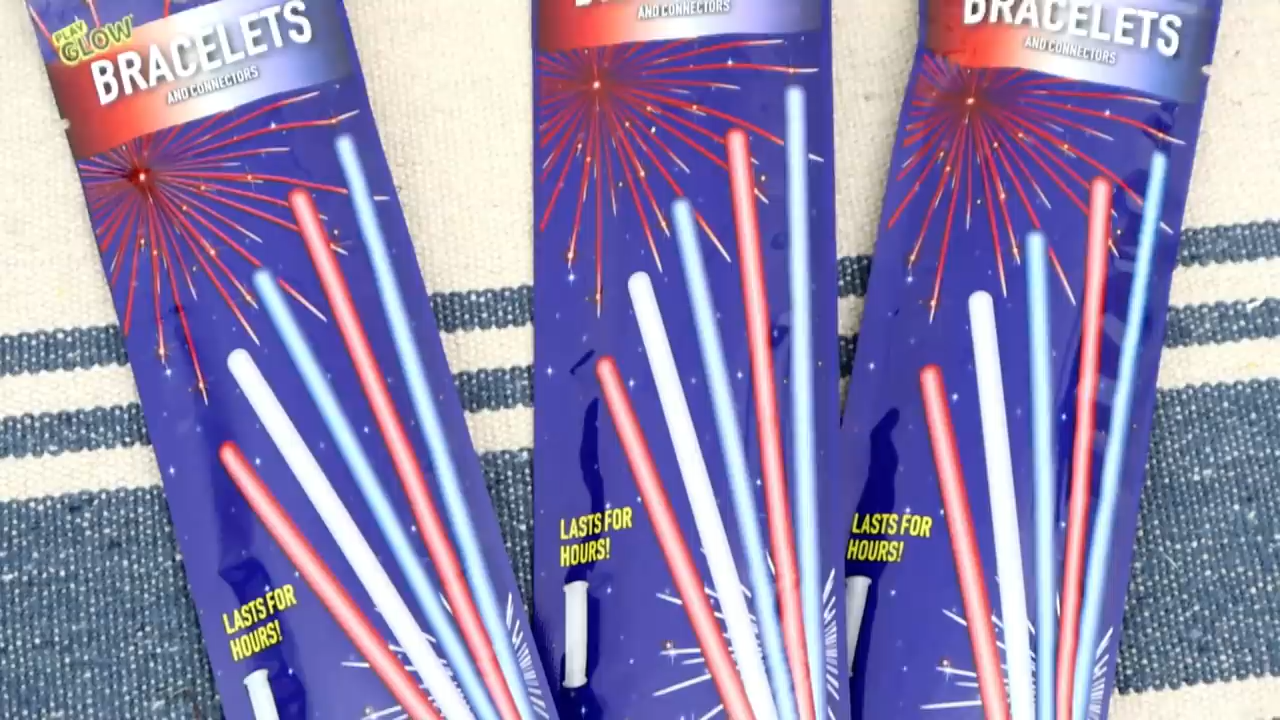 PLAY
GLOW
BRACELETS
AND CONNECTORS
LASTS FOR
HOURS!
AND CONNECTORS
LASTS FOR
HOURS!
BRACELETS
AND CONNECTORS
LASTS FOR
HOURS!